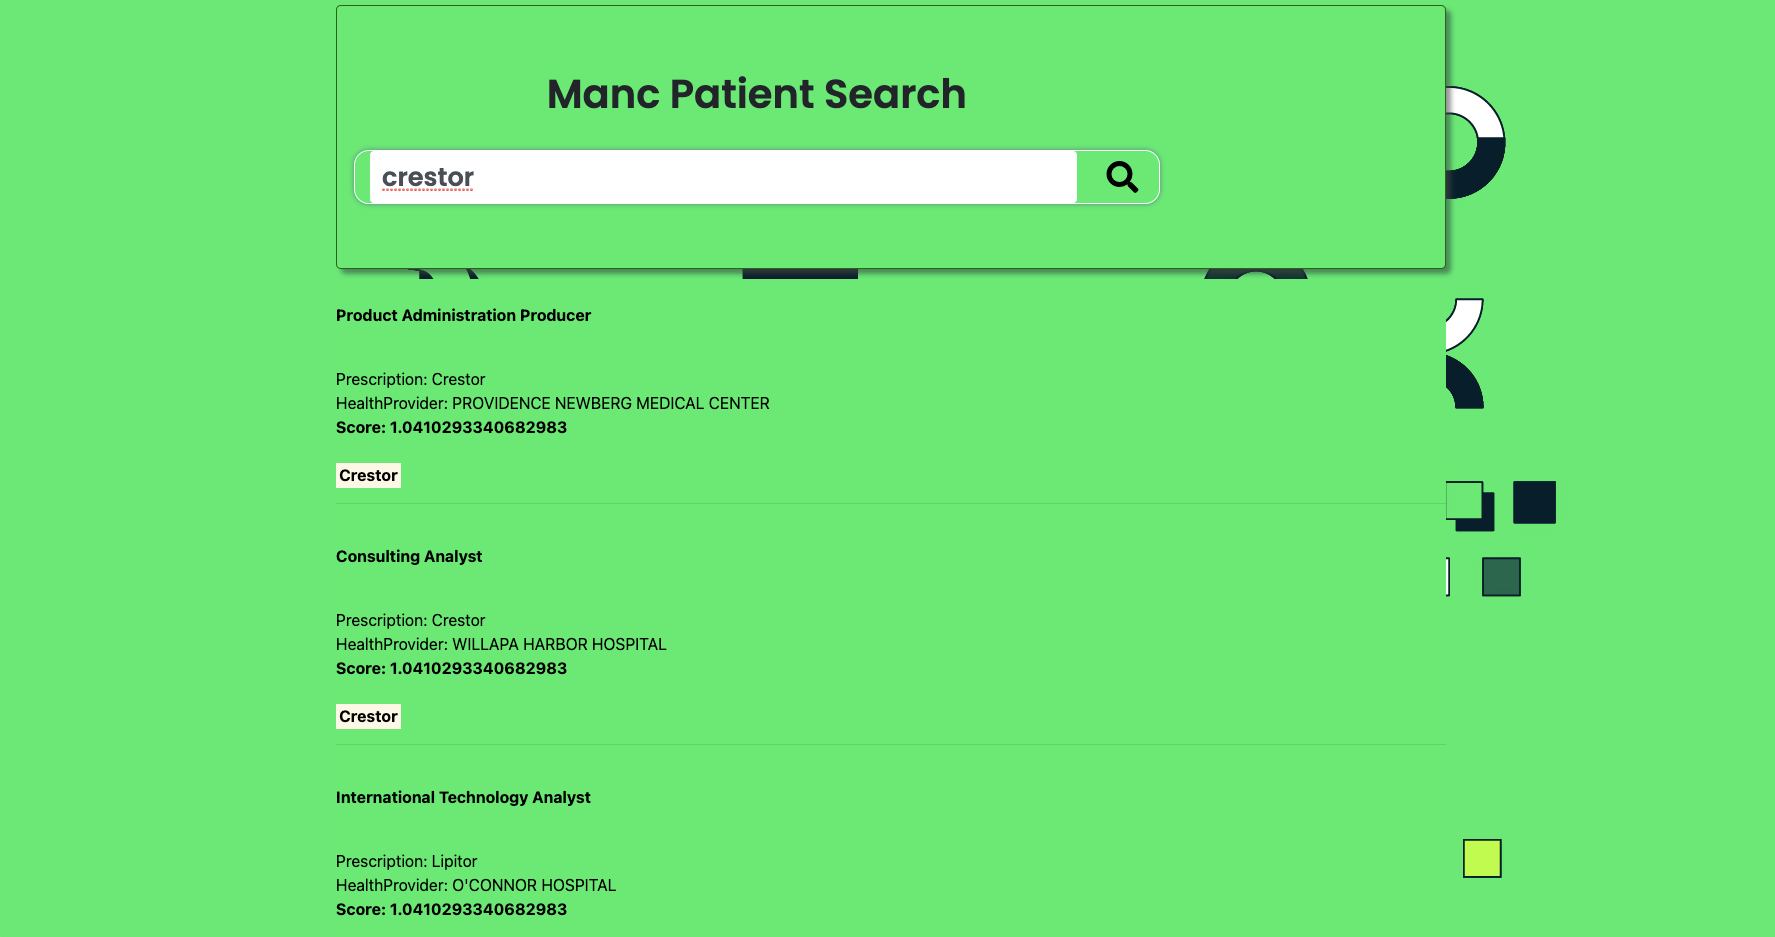 Manc Patient Search
crestor
Product Administration Producer
Prescription: Crestor
HealthProvider: PROVIDENCE NEWBERG MEDICAL CENTER
Score: 1.0410293340682983
Crestor
Consulting Analyst
Prescription: Crestor
HealthProvider: WILLAPA HARBOR HOSPITAL
Score: 1.0410293340682983
Crestor
International Technology Analyst
Prescription: Lipitor
HealthProvider: O'CONNOR HOSPITAL
Score: 1.0410293340682983